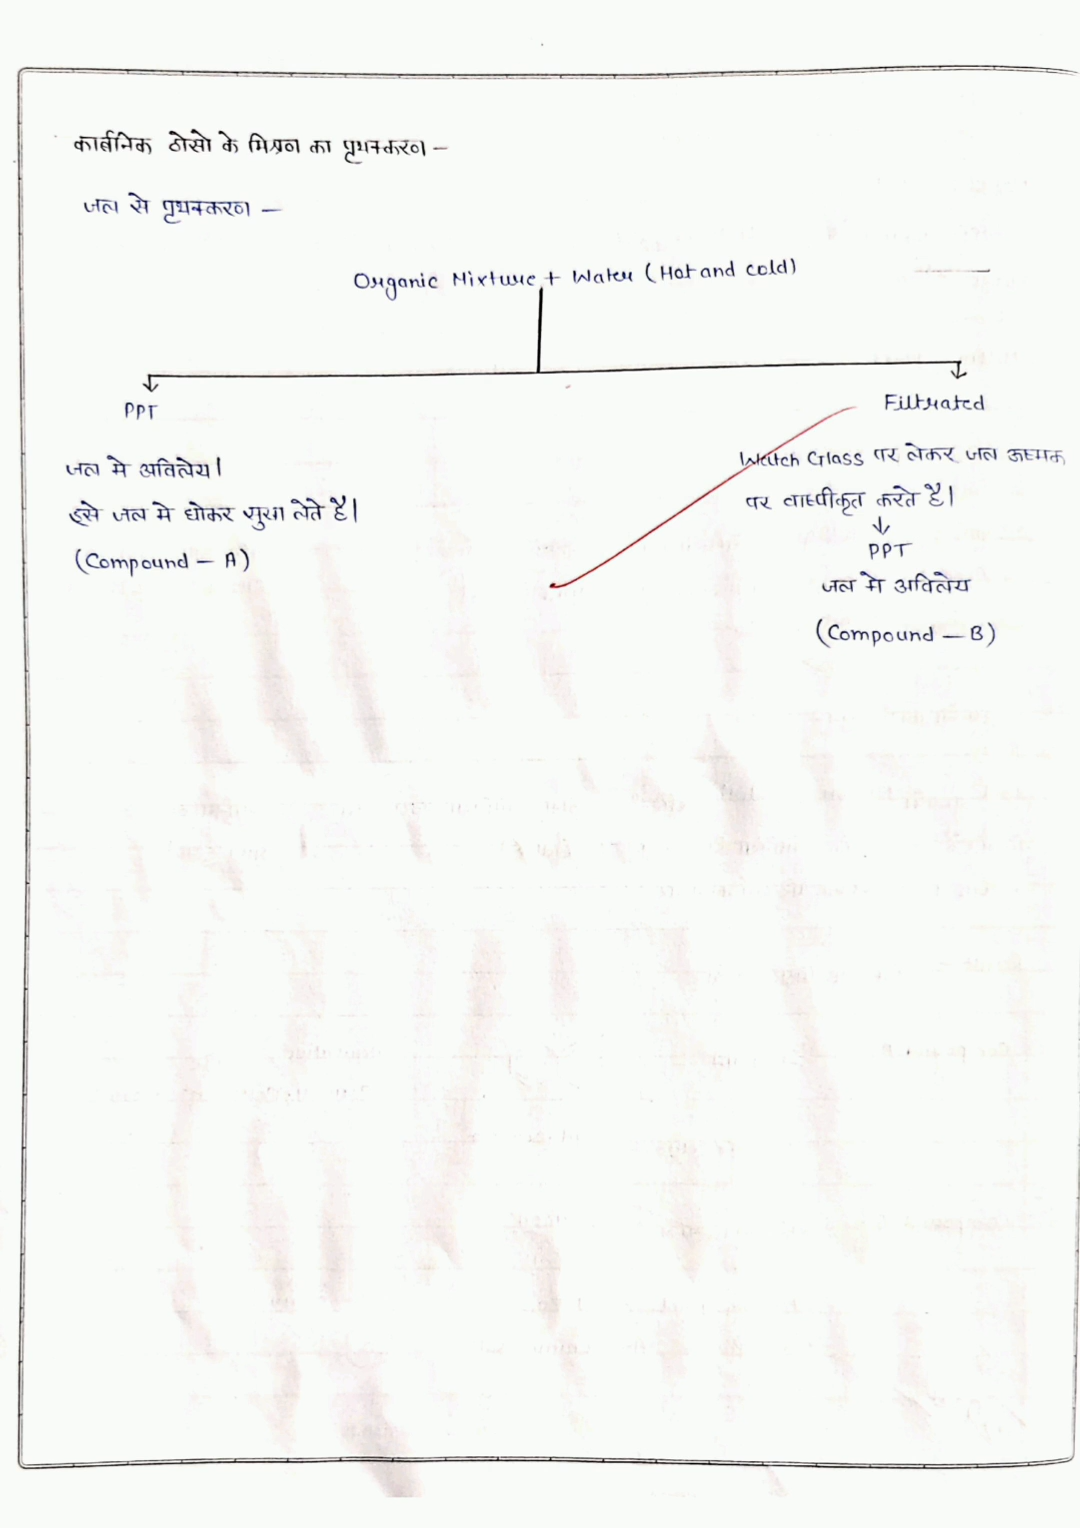 कार्बनिक ठोसो के मिश्रण का पृथक्करण –
जल से पृथक्करण –
Organic Mixture + Water (Hot and cold)
PPT
Filtrated
जल मे अविलेय।
इसे जल मे धोकर सुखा लेते है।
(Compound – A)
Watch Glass पर लेकर जल ऊष्मक
पर वाष्पीकृत करते है।
PPT
जल मे अविलेय
(Compound – B)